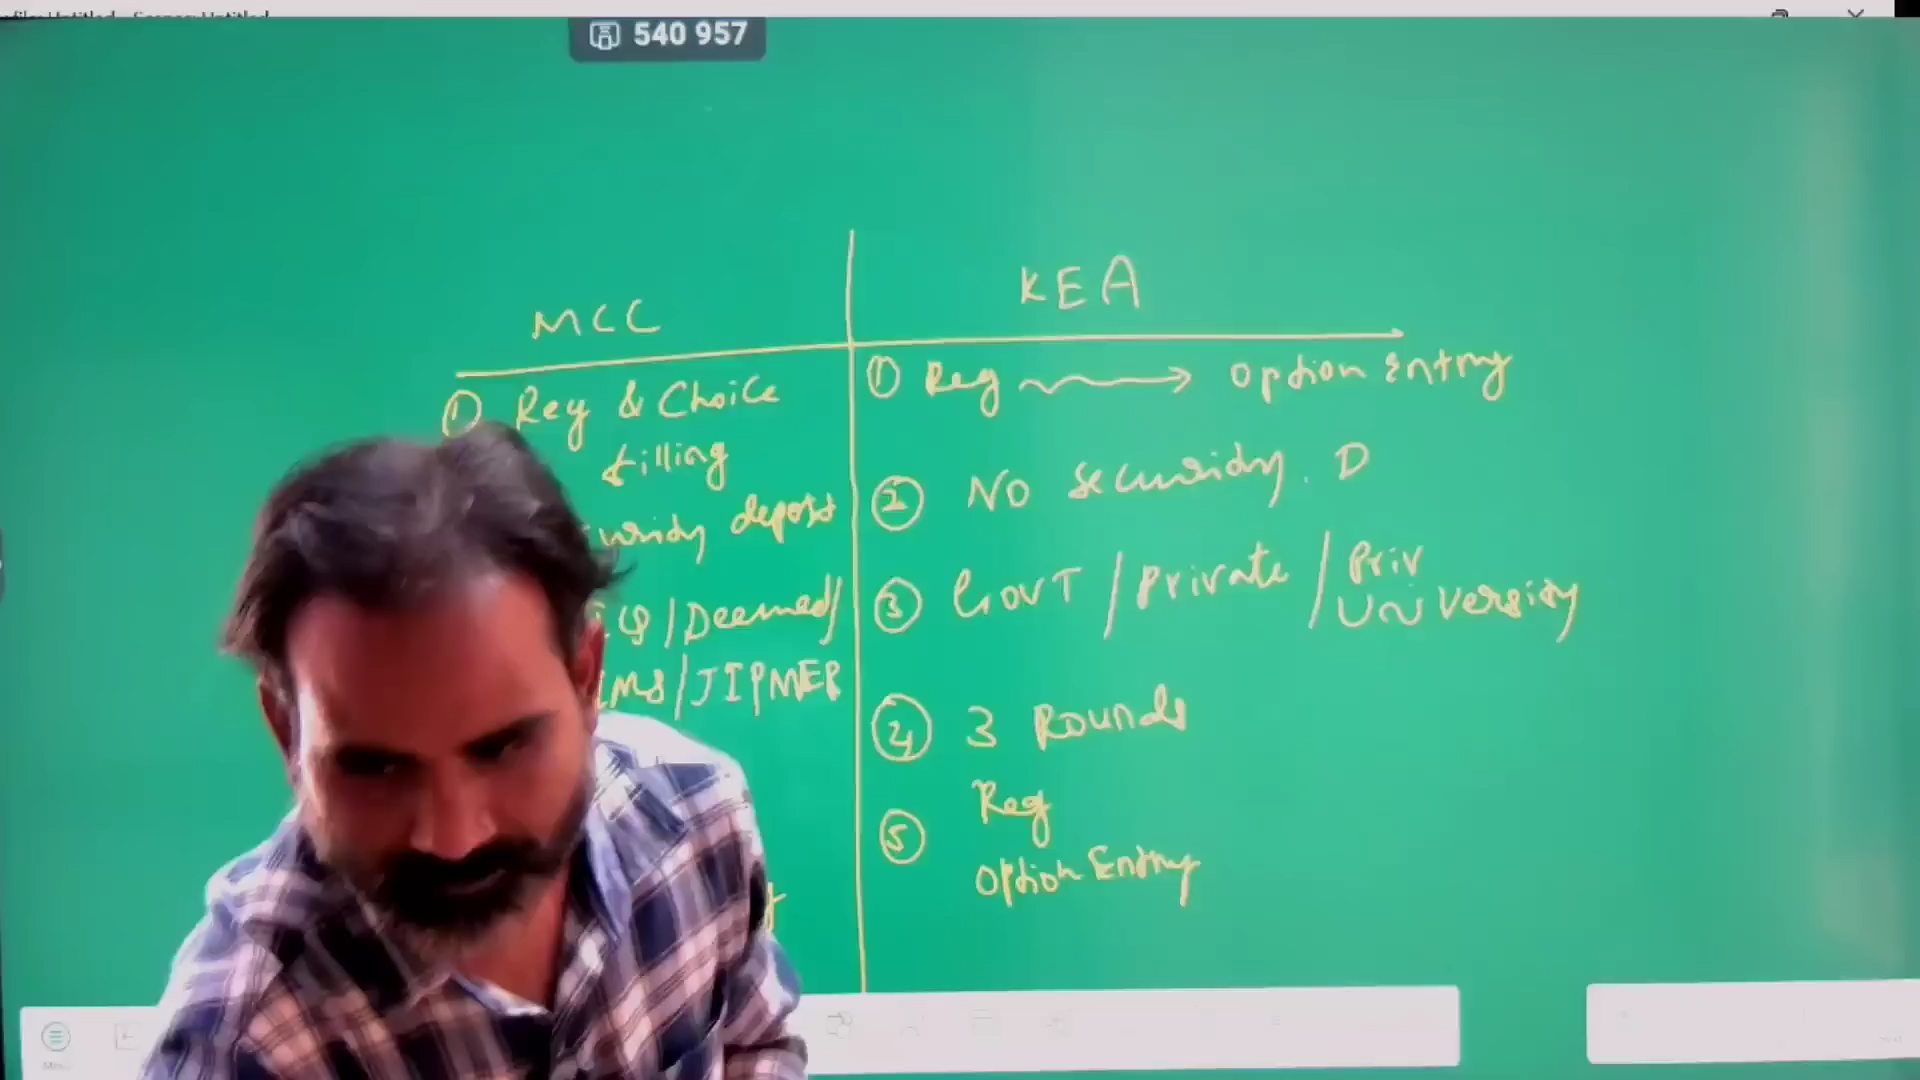 540 957
MCC
KEA
① Reg & Choice
filling
deposit
/Deemed/
/JIPMER
① Reg → Option Entry
② NO Security. D
③ GOVT / Private / Priv
University
④ 3 Rounds
⑤ Reg
Option Entry